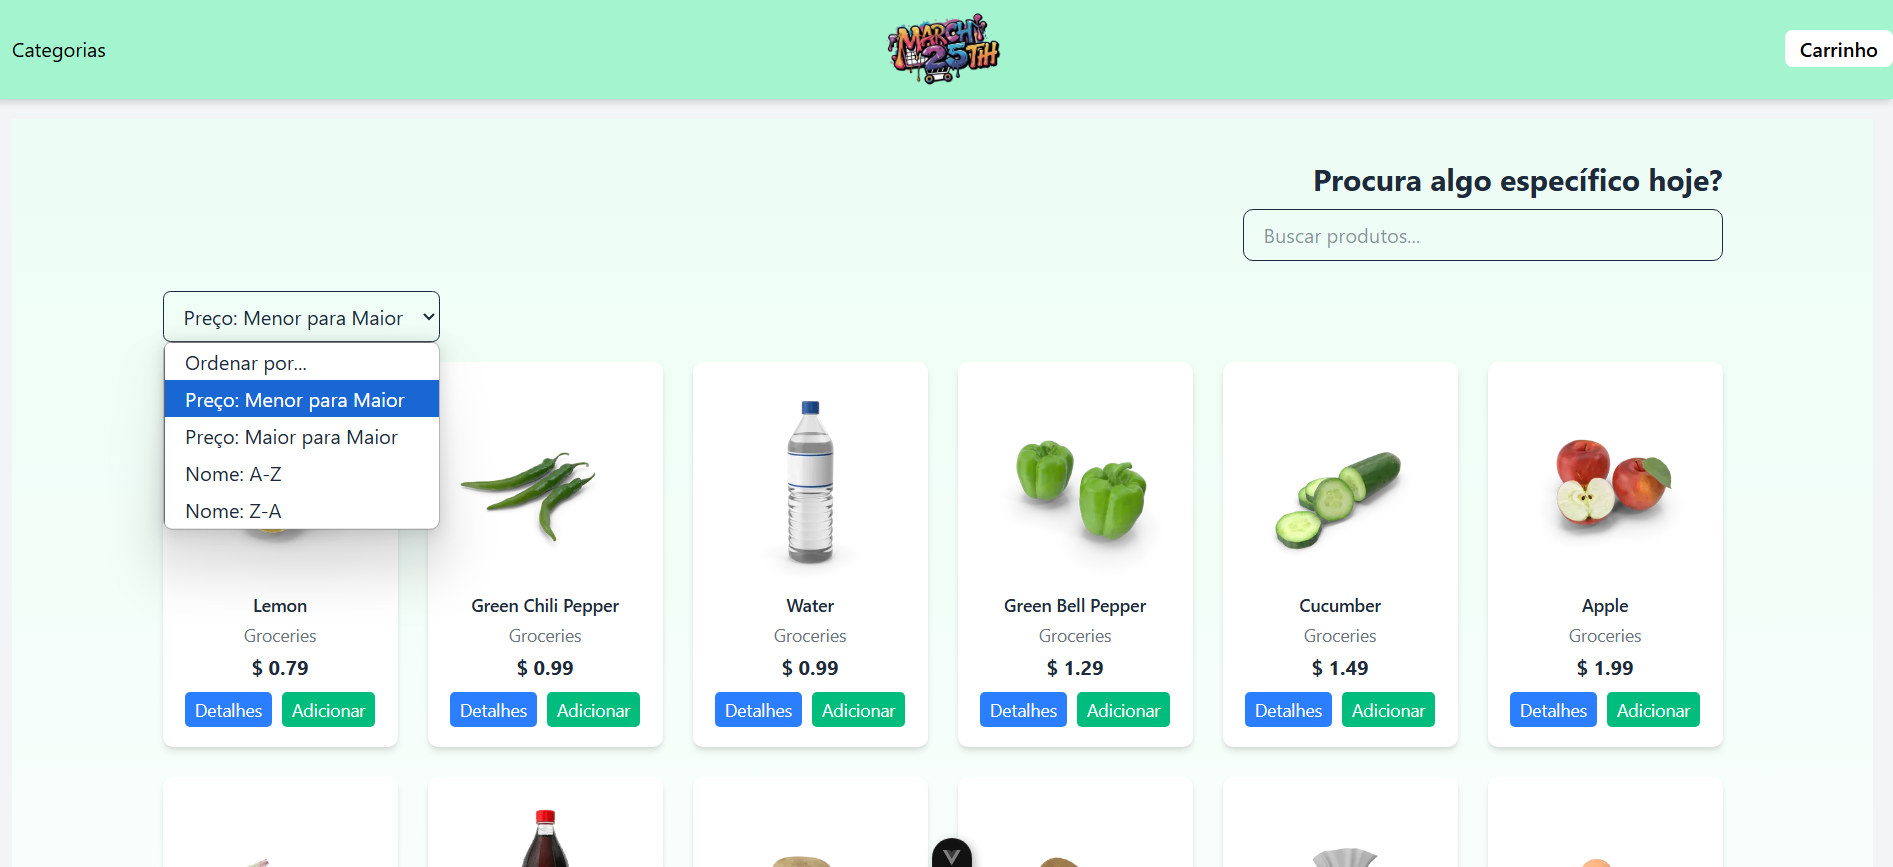 Categorias
MARCHI
25TIH
Carrinho
Procura algo específico hoje?
Buscar produtos...
Preço: Menor para Maior
Ordenar por...
Preço: Menor para Maior
Preço: Maior para Maior
Nome: A-Z
Nome: Z-A
Lemon
Groceries
$ 0.79
Detalhes
Adicionar
Green Chili Pepper
Groceries
$ 0.99
Detalhes
Adicionar
Water
Groceries
$ 0.99
Detalhes
Adicionar
Green Bell Pepper
Groceries
$ 1.29
Detalhes
Adicionar
Cucumber
Groceries
$ 1.49
Detalhes
Adicionar
Apple
Groceries
$ 1.99
Detalhes
Adicionar